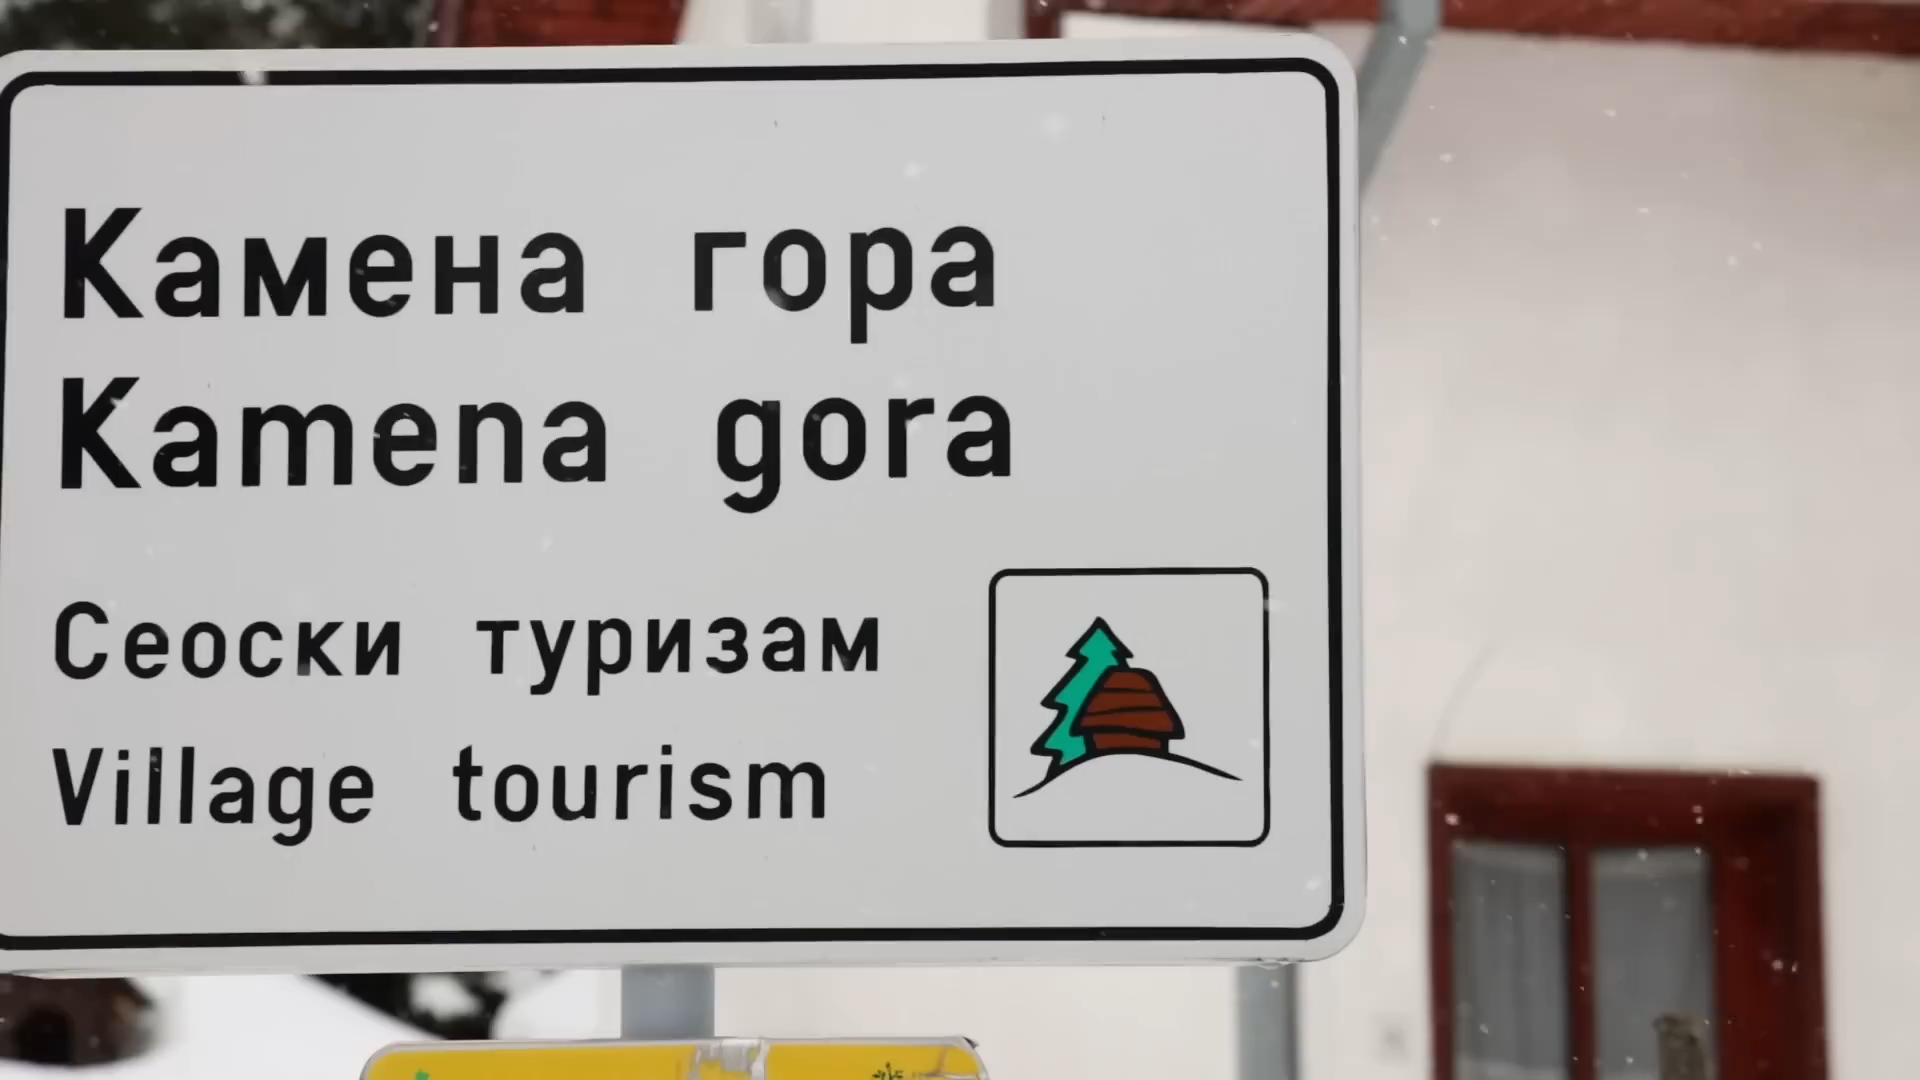 Камена гора
Kamena gora
Сеоски туризам
Village tourism